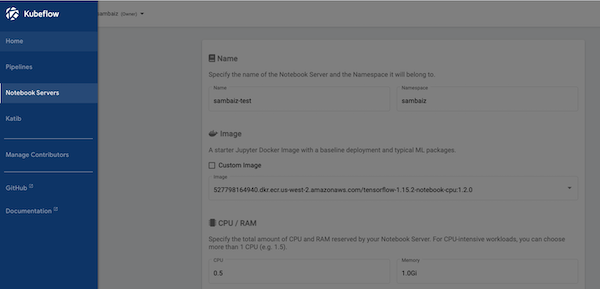 Kubeflow
Home
Pipelines
Notebook Servers
Katib
Manage Contributors
GitHub
Documentation
sambaiz (Owner)
Name
Specify the name of the Notebook Server and the Namespace it will belong to.
Name
sambaiz-test
Namespace
sambaiz
Image
A starter Jupyter Docker Image with a baseline deployment and typical ML packages.
Custom Image
Image
527798164940.dkr.ecr.us-west-2.amazonaws.com/tensorflow-1.15.2-notebook-cpu:1.2.0
CPU / RAM
Specify the total amount of CPU and RAM reserved by your Notebook Server. For CPU-intensive workloads, you can choose
more than 1 CPU (e.g. 1.5).
CPU
0.5
Memory
1.0Gi